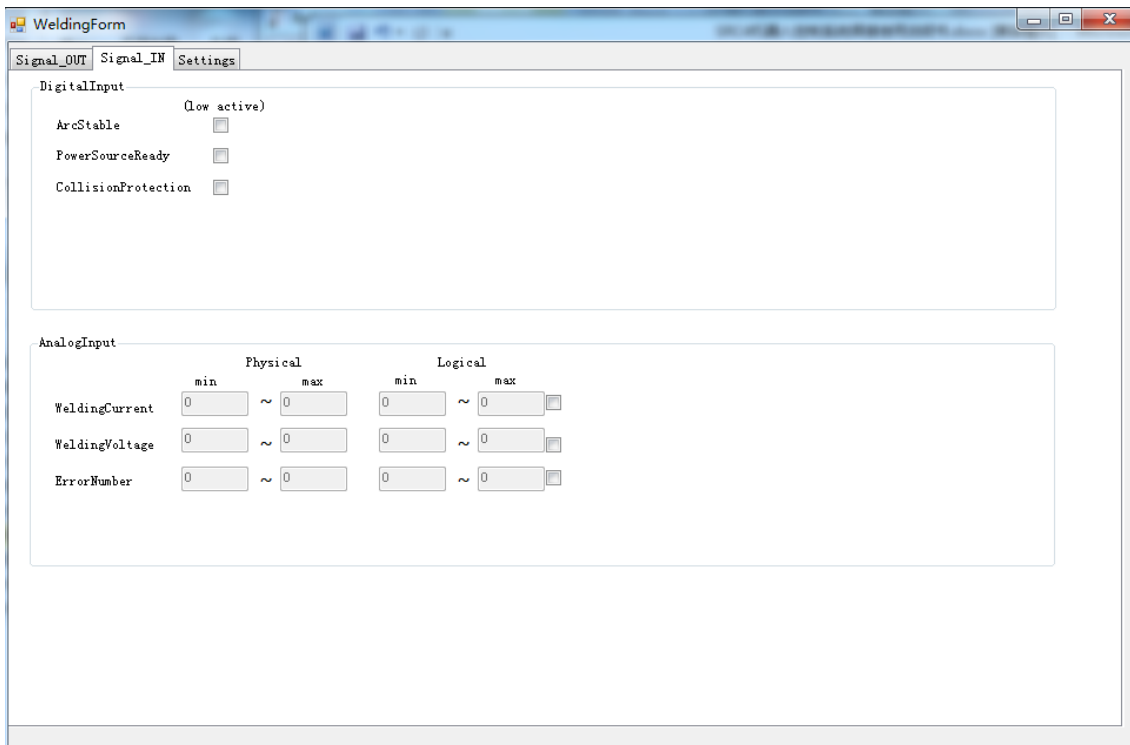 WeldingForm
Signal_OUT Signal_IN Settings
DigitalInput
(low active)
ArcStable
PowerSourceReady
CollisionProtection
AnalogInput
Physical Logical
min max min max
WeldingCurrent 0 ~ 0 0 ~ 0
WeldingVoltage 0 ~ 0 0 ~ 0
ErrorNumber 0 ~ 0 0 ~ 0